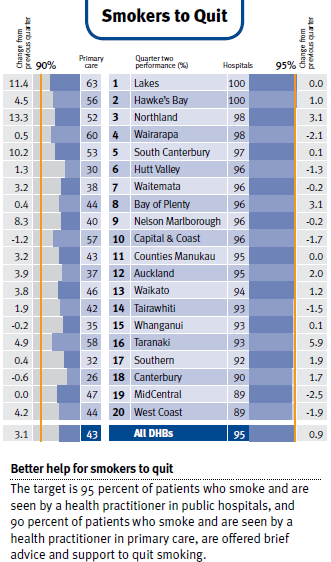 Smokers to Quit
Change from previous quarter 90% Primary care Quarter two performance (%) Hospitals 95% Change from previous quarter
11.4 63 1 Lakes 100 0.0
4.5 56 2 Hawke's Bay 100 1.0
13.3 52 3 Northland 98 3.1
0.5 60 4 Wairarapa 98 -2.1
10.2 53 5 South Canterbury 97 0.1
1.3 30 6 Hutt Valley 96 -1.3
3.2 38 7 Waitemata 96 -0.2
0.4 44 8 Bay of Plenty 96 3.1
8.3 40 9 Nelson Marlborough 96 -0.2
-1.2 57 10 Capital & Coast 96 -1.7
3.2 43 11 Counties Manukau 95 0.0
3.9 37 12 Auckland 95 2.0
3.8 46 13 Waikato 94 1.2
1.9 42 14 Tairawhiti 93 -1.5
-0.2 35 15 Whanganui 93 0.1
4.9 58 16 Taranaki 93 5.9
0.4 32 17 Southern 92 1.9
-0.6 26 18 Canterbury 90 1.7
0.0 47 19 MidCentral 89 -2.5
4.2 44 20 West Coast 89 -1.9
3.1 43 All DHBs 95 0.9
Better help for smokers to quit
The target is 95 percent of patients who smoke and are
seen by a health practitioner in public hospitals, and
90 percent of patients who smoke and are seen by a
health practitioner in primary care, are offered brief
advice and support to quit smoking.